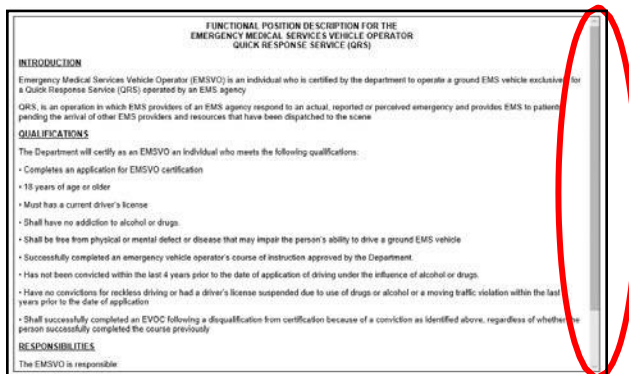 FUNCTIONAL POSITION DESCRIPTION FOR THE
EMERGENCY MEDICAL SERVICES VEHICLE OPERATOR
QUICK RESPONSE SERVICE (QRS)
INTRODUCTION
Emergency Medical Services Vehicle Operator (EMSVO) is an individual who is certified by the department to operate a ground EMS vehicle exclusively for
a Quick Response Service (QRS) operated by an EMS agency
QRS, is an operation in which EMS providers of an EMS agency respond to an actual, reported or perceived emergency and provides EMS to patients
pending the arrival of other EMS providers and resources that have been dispatched to the scene
QUALIFICATIONS
The Department will certify as an EMSVO an individual who meets the following qualifications:
• Completes an application for EMSVO certification
• 18 years of age or older
• Must has a current driver's license
• Shall have no addiction to alcohol or drugs.
• Shall be free from physical or mental defect or disease that may impair the person's ability to drive a ground EMS vehicle
• Successfully completed an emergency vehicle operator's course of instruction approved by the Department.
• Has not been convicted within the last 4 years prior to the date of application of driving under the influence of alcohol or drugs.
• Have no convictions for reckless driving or had a driver's license suspended due to use of drugs or alcohol or a moving traffic violation within the last
years prior to the date of application
• Shall successfully completed an EVOC following a disqualification from certification because of a conviction as identified above, regardless of whether the
person successfully completed the course previously
RESPONSIBILITIES
The EMSVO is responsible